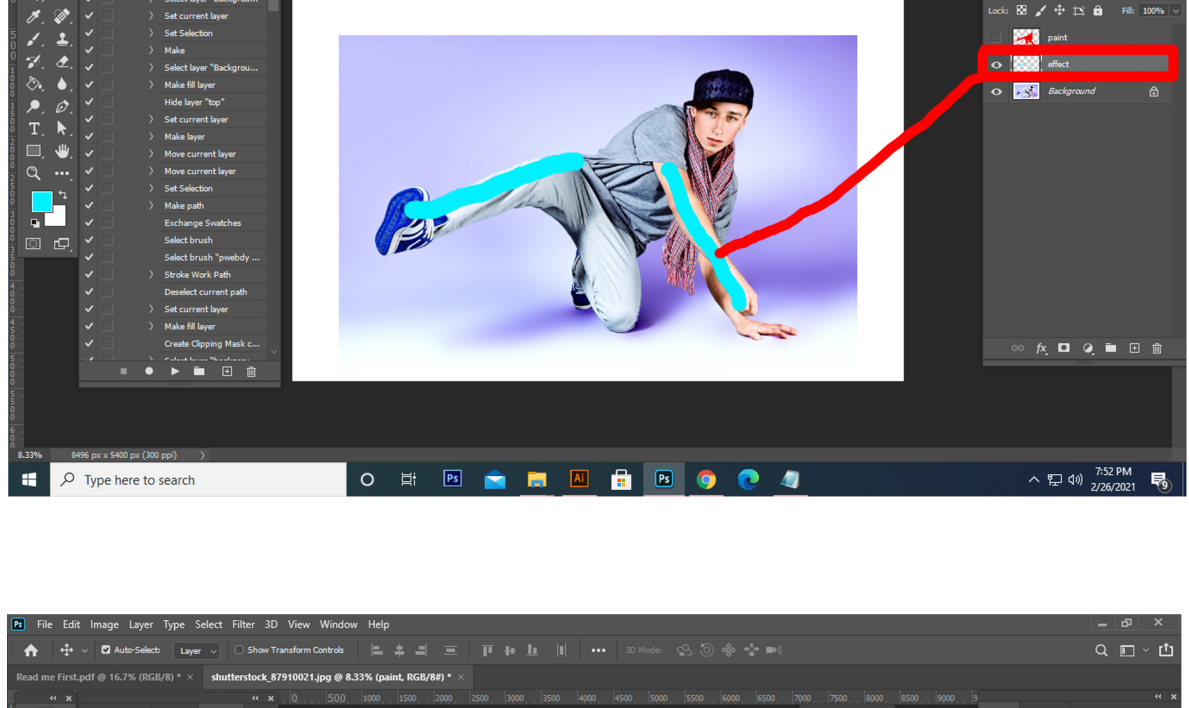 Set current layer
Set Selection
Make
Select layer "Backgrou...
Make fill layer
Hide layer "top"
Set current layer
Make layer
Move current layer
Move current layer
Set Selection
Make path
Exchange Swatches
Select brush
Select brush "pwebdy ...
Stroke Work Path
Deselect current path
Set current layer
Make fill layer
Create Clipping Mask c...
Lock:
Fill: 100%
paint
effect
Background
8.33% 8496 px x 5400 px (300 ppi)
Type here to search
Ps
Ai
Ps
7:52 PM
2/26/2021
9
Ps File Edit Image Layer Type Select Filter 3D View Window Help
Auto-Select: Layer Show Transform Controls 3D Mode:
Read me First.pdf @ 16.7% (RGB/8) * × shutterstock_87910021.jpg @ 8.33% (paint, RGB/8#) * ×
0 500 1000 1500 2000 2500 3000 3500 4000 4500 5000 5500 6000 6500 7000 7500 8000 8500 9000